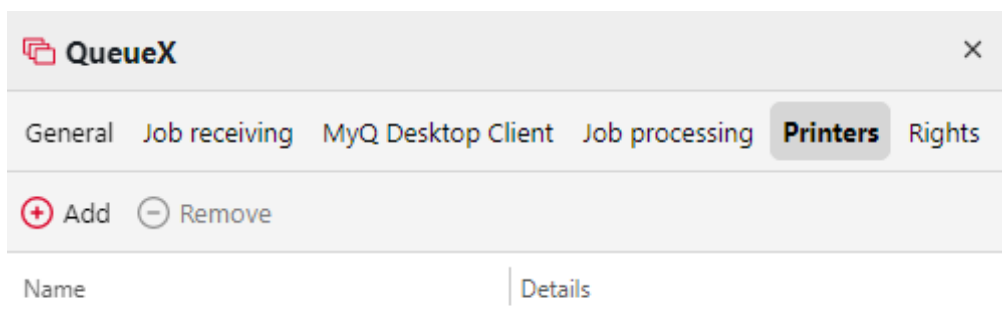 QueueX
General Job receiving MyQ Desktop Client Job processing Printers Rights
Add Remove
Name Details